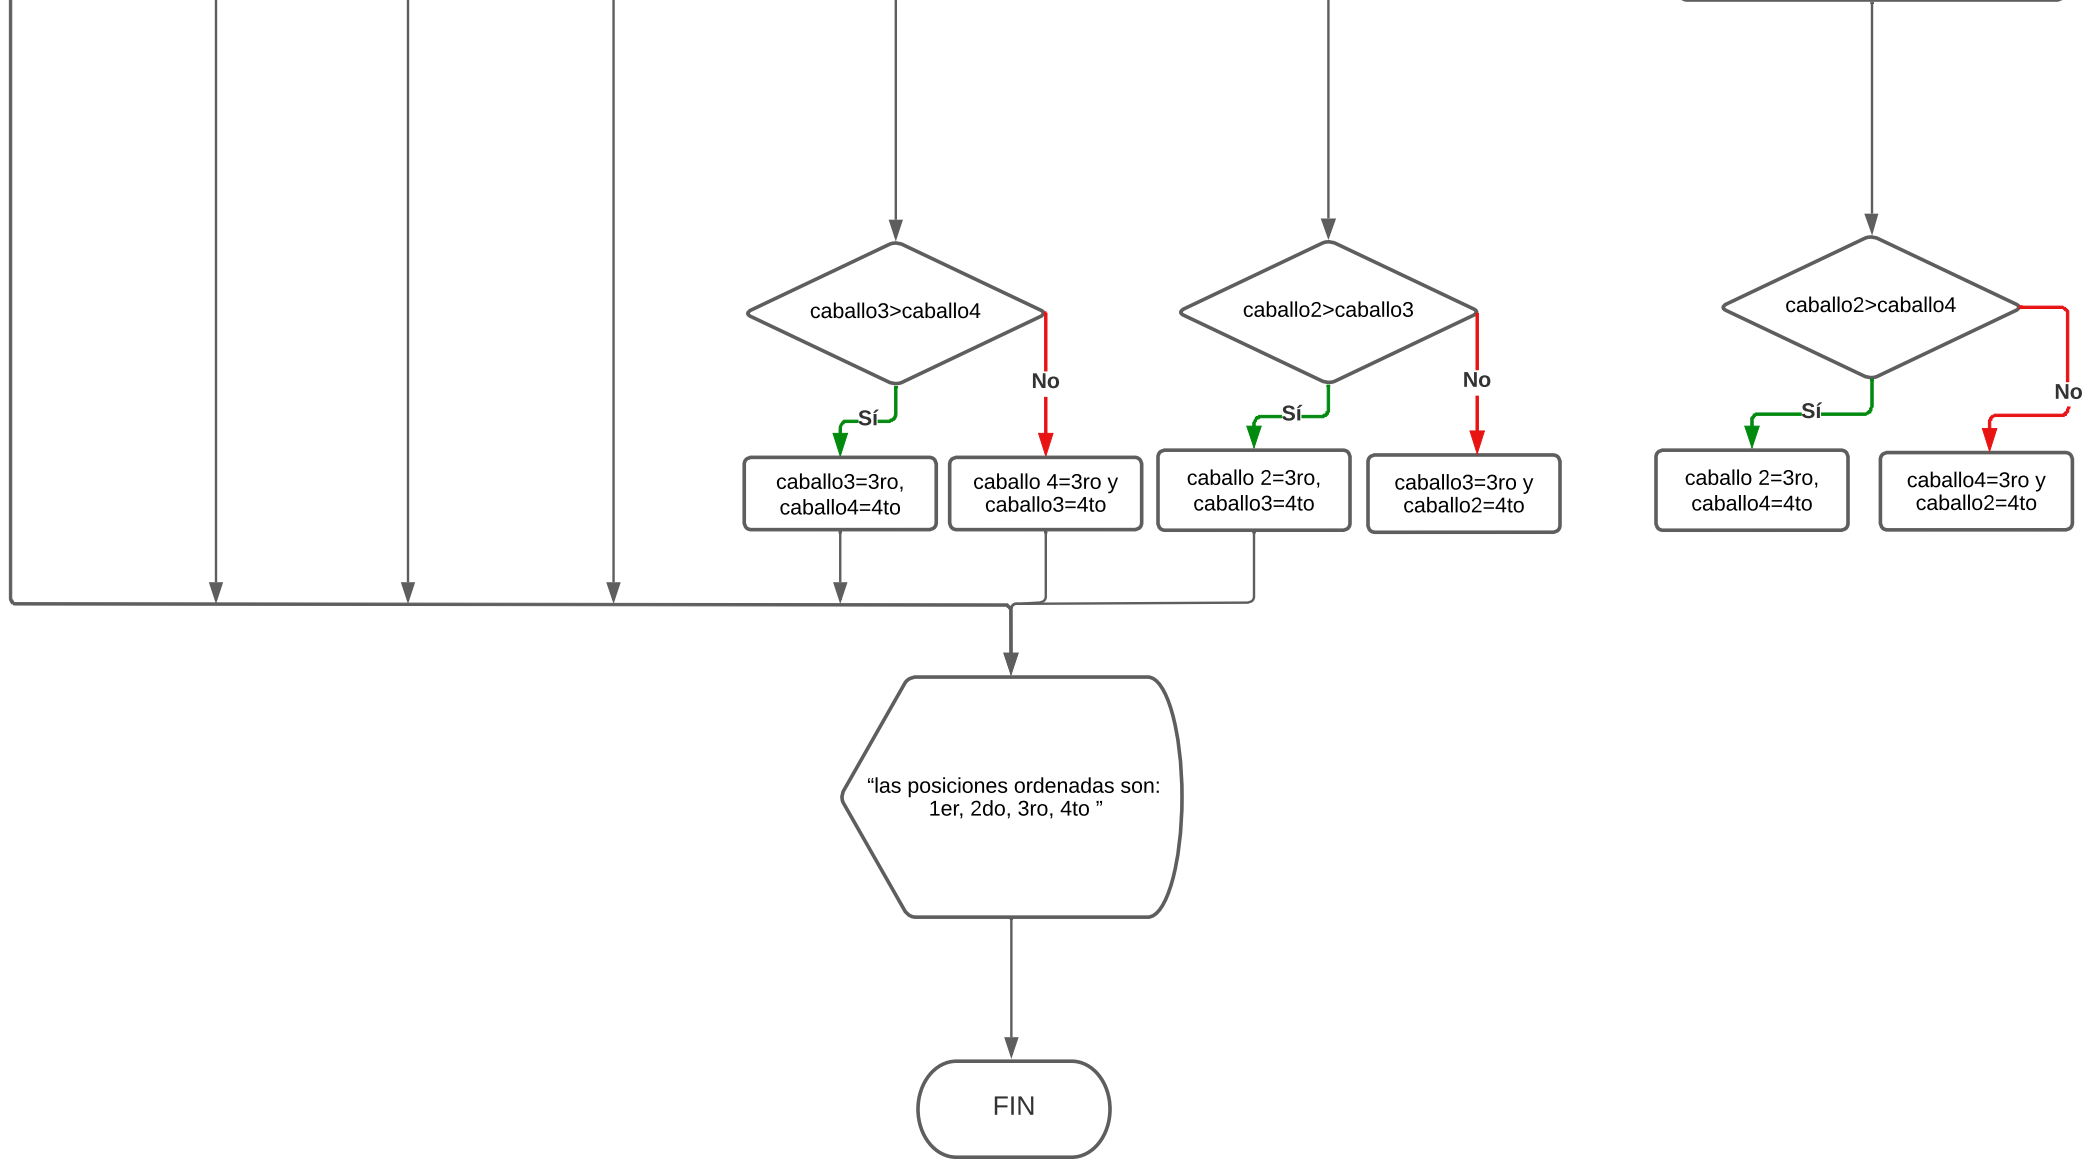 caballo3>caballo4
No
Sí
caballo3=3ro,
caballo4=4to
caballo 4=3ro y
caballo3=4to
caballo2>caballo3
No
Sí
caballo 2=3ro,
caballo3=4to
caballo3=3ro y
caballo2=4to
caballo2>caballo4
No
Sí
caballo 2=3ro,
caballo4=4to
caballo4=3ro y
caballo2=4to
“las posiciones ordenadas son:
1er, 2do, 3ro, 4to ”
FIN